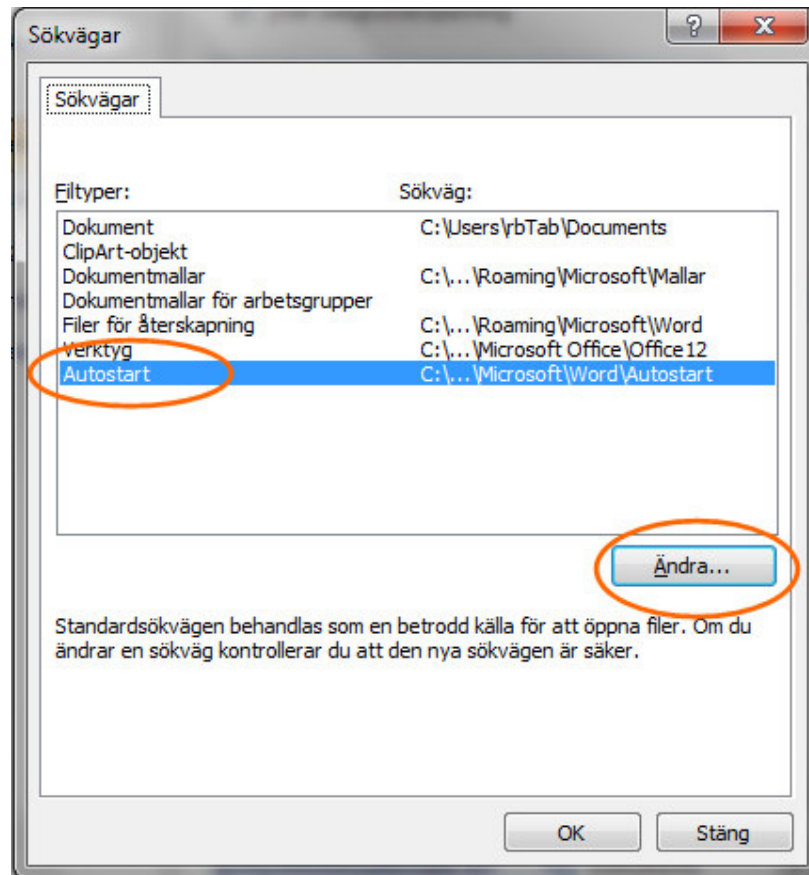 Sökvägar
Sökvägar
Filtyper: Sökväg:
Dokument C:\Users\rbTab\Documents
ClipArt-objekt
Dokumentmallar C:\...\Roaming\Microsoft\Mallar
Dokumentmallar för arbetsgrupper
Filer för återskapning C:\...\Roaming\Microsoft\Word
Verktyg C:\...\Microsoft Office\Office12
Autostart C:\...\Microsoft\Word\Autostart
Ändra...
Standardsökvägen behandlas som en betrodd källa för att öppna filer. Om du
ändrar en sökväg kontrollerar du att den nya sökvägen är säker.
OK Stäng